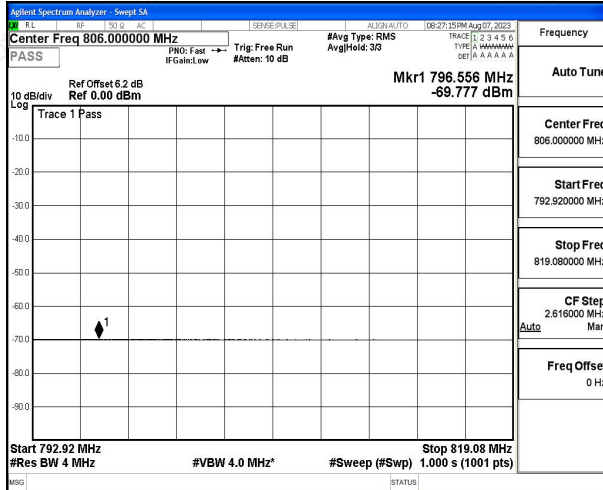 Agilent Spectrum Analyzer - Swept SA
RL RF 50 Ω AC SENSE:PULSE ALIGN AUTO 08:27:15 PM Aug 07, 2023
Center Freq 806.000000 MHz
PASS
PNO: Fast
IFGain:Low
Trig: Free Run
#Atten: 10 dB
#Avg Type: RMS
Avg|Hold: 3/3
TRACE 1 2 3 4 5 6
TYPE A WWWWW
DET A A A A A A
Ref Offset 6.2 dB
10 dB/div Ref 0.00 dBm
Log
Mkr1 796.556 MHz
-69.777 dBm
Trace 1 Pass
-10.0
-20.0
-30.0
-40.0
-50.0
-60.0
1
-70.0
-80.0
-90.0
Start 792.92 MHz Stop 819.08 MHz
#Res BW 4 MHz #VBW 4.0 MHz* #Sweep (#Swp) 1.000 s (1001 pts)
MSG STATUS
Frequency
Auto Tune
Center Freq
806.000000 MHz
Start Freq
792.920000 MHz
Stop Freq
819.080000 MHz
CF Step
2.616000 MHz
Auto Man
Freq Offset
0 Hz